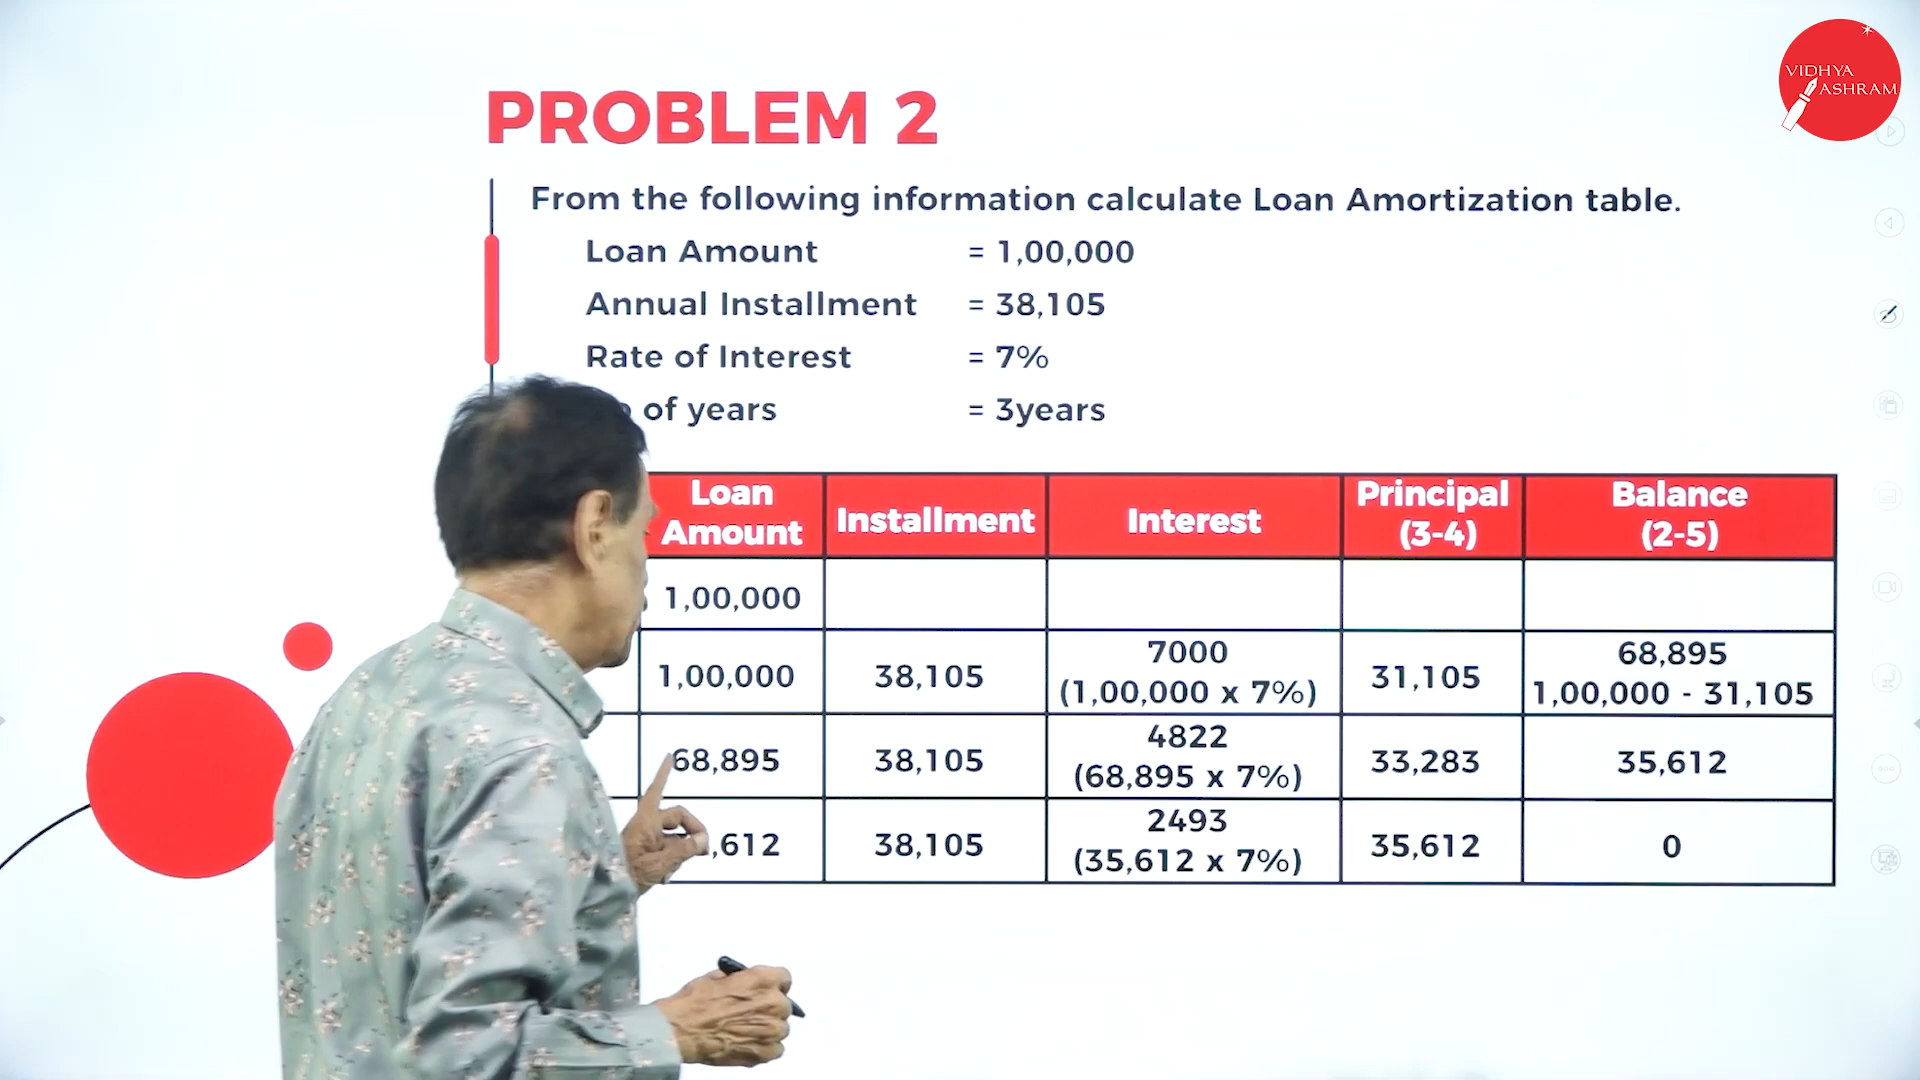 VIDHYA
ASHRAM
PROBLEM 2
From the following information calculate Loan Amortization table.
Loan Amount = 1,00,000
Annual Installment = 38,105
Rate of Interest = 7%
of years = 3years
Loan Amount Installment Interest Principal (3-4) Balance (2-5)
1,00,000
1,00,000 38,105 7000 (1,00,000 x 7%) 31,105 68,895 1,00,000 - 31,105
68,895 38,105 4822 (68,895 x 7%) 33,283 35,612
,612 38,105 2493 (35,612 x 7%) 35,612 0